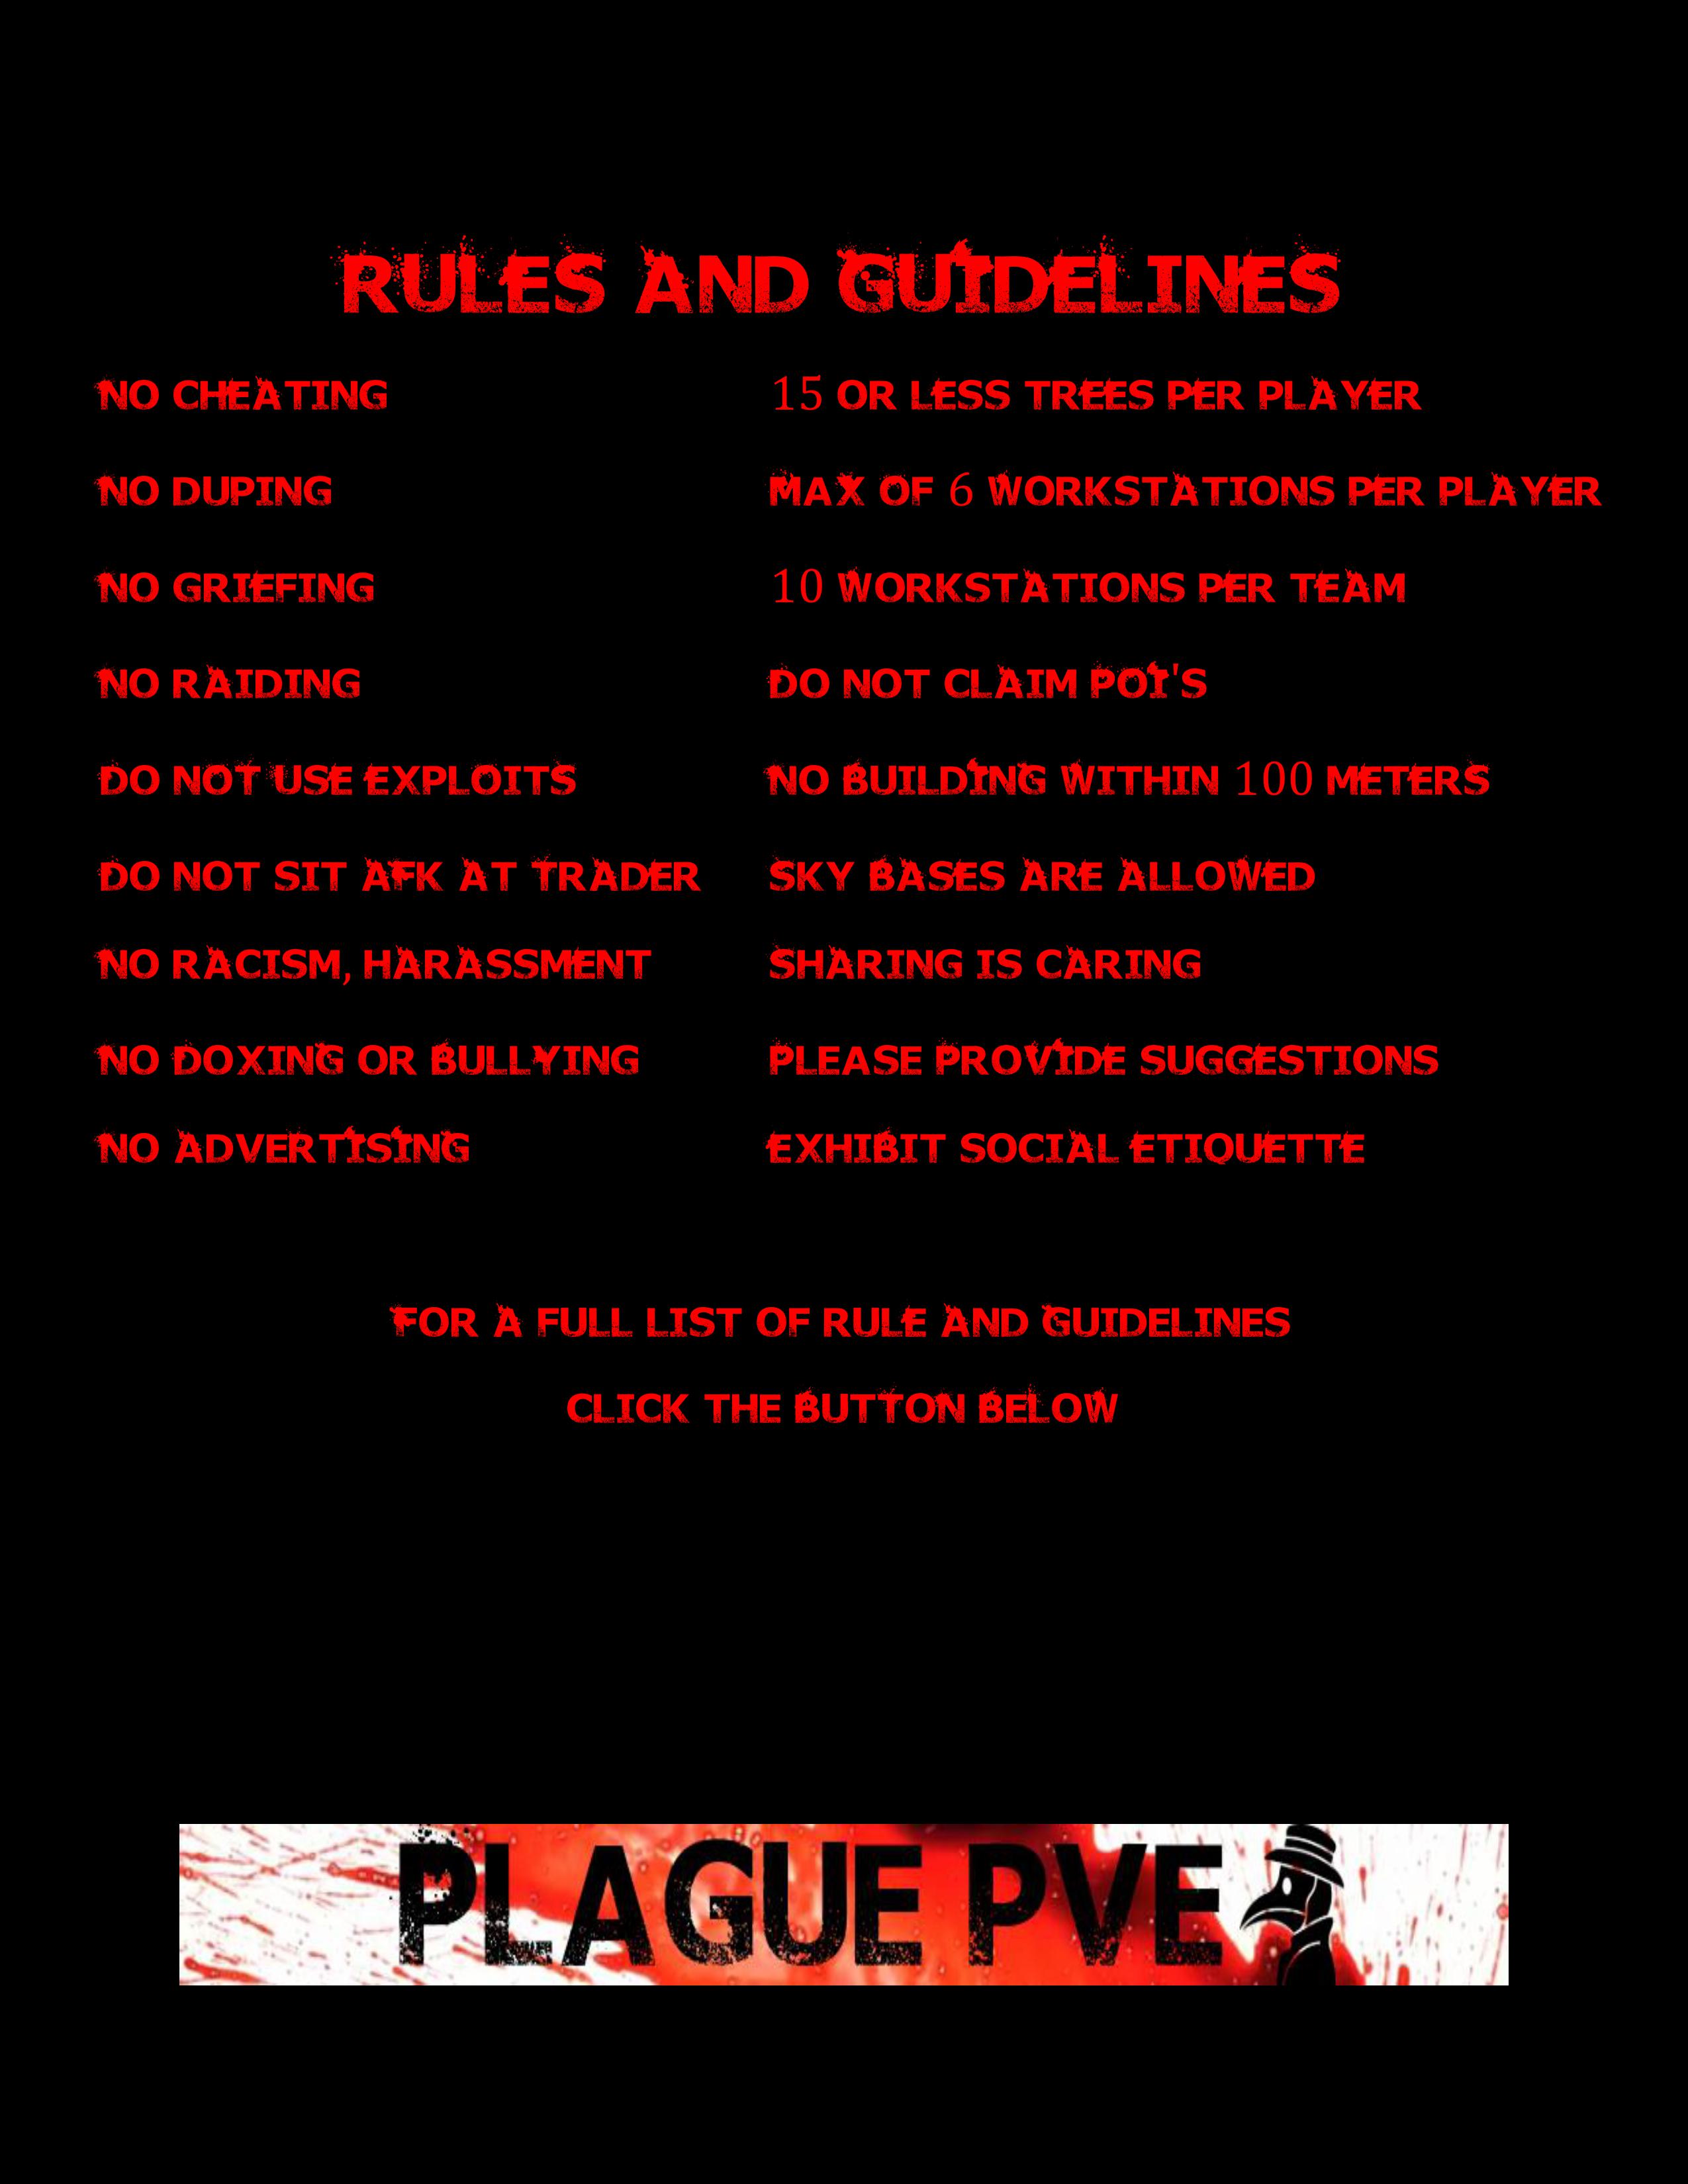 RULES AND GUIDELINES
NO CHEATING
NO DUPING
NO GRIEFING
NO RAIDING
DO NOT USE EXPLOITS
DO NOT SIT AFK AT TRADER
NO RACISM, HARASSMENT
NO DOXING OR BULLYING
NO ADVERTISING
15 OR LESS TREES PER PLAYER
MAX OF 6 WORKSTATIONS PER PLAYER
10 WORKSTATIONS PER TEAM
DO NOT CLAIM POI'S
NO BUILDING WITHIN 100 METERS
SKY BASES ARE ALLOWED
SHARING IS CARING
PLEASE PROVIDE SUGGESTIONS
EXHIBIT SOCIAL ETIQUETTE
FOR A FULL LIST OF RULE AND GUIDELINES
CLICK THE BUTTON BELOW
PLAGUE PVE